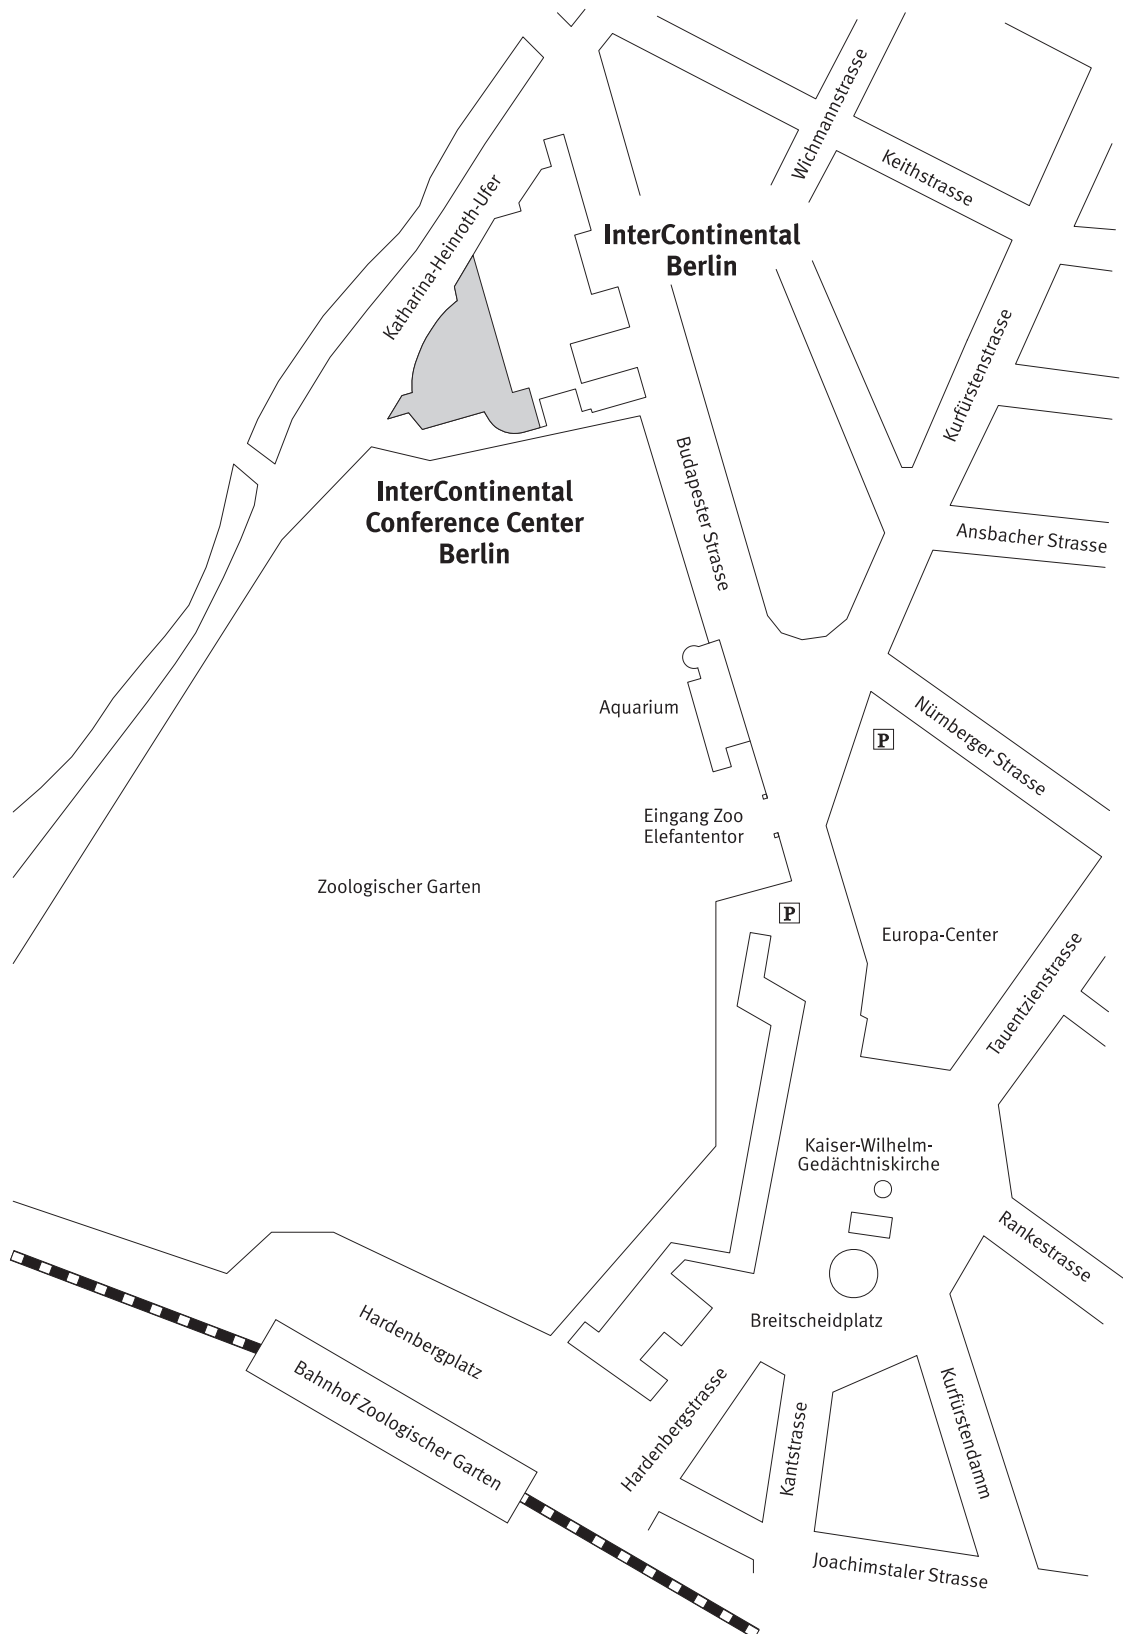 Wichmannstrasse
Keithstrasse
Katharina-Heinroth-Ufer
InterContinental
Berlin
Kurfürstenstrasse
Budapester Strasse
InterContinental
Conference Center
Berlin
Ansbacher Strasse
Aquarium
Nürnberger Strasse
P
Eingang Zoo
Elefantentor
Zoologischer Garten
P
Europa-Center
Tauentzienstrasse
Kaiser-Wilhelm-
Gedächtniskirche
Rankestrasse
Breitscheidplatz
Hardenbergplatz
Bahnhof Zoologischer Garten
Hardenbergstrasse
Kantstrasse
Kurfürstendamm
Joachimstaler Strasse